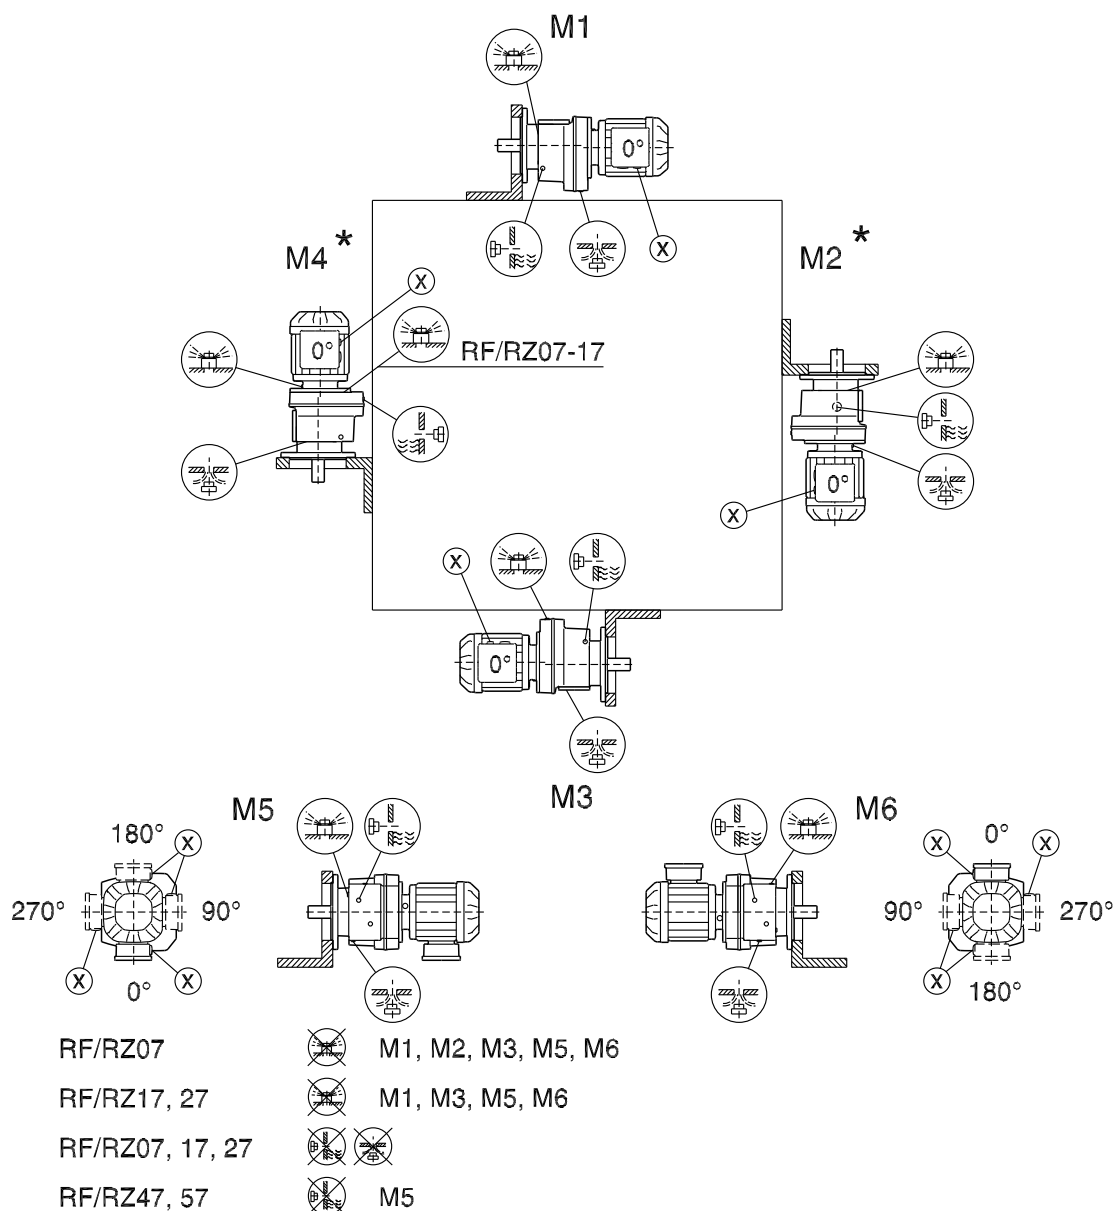 M1
0°
X
M4 *
M2 *
X
RF/RZ07-17
0°
0°
X
X
0°
M3
M5
M6
180°
X
0°
X
X
270°
90°
90°
270°
X
0°
X
X
180°
RF/RZ07 M1, M2, M3, M5, M6
RF/RZ17, 27 M1, M3, M5, M6
RF/RZ07, 17, 27
RF/RZ47, 57 M5